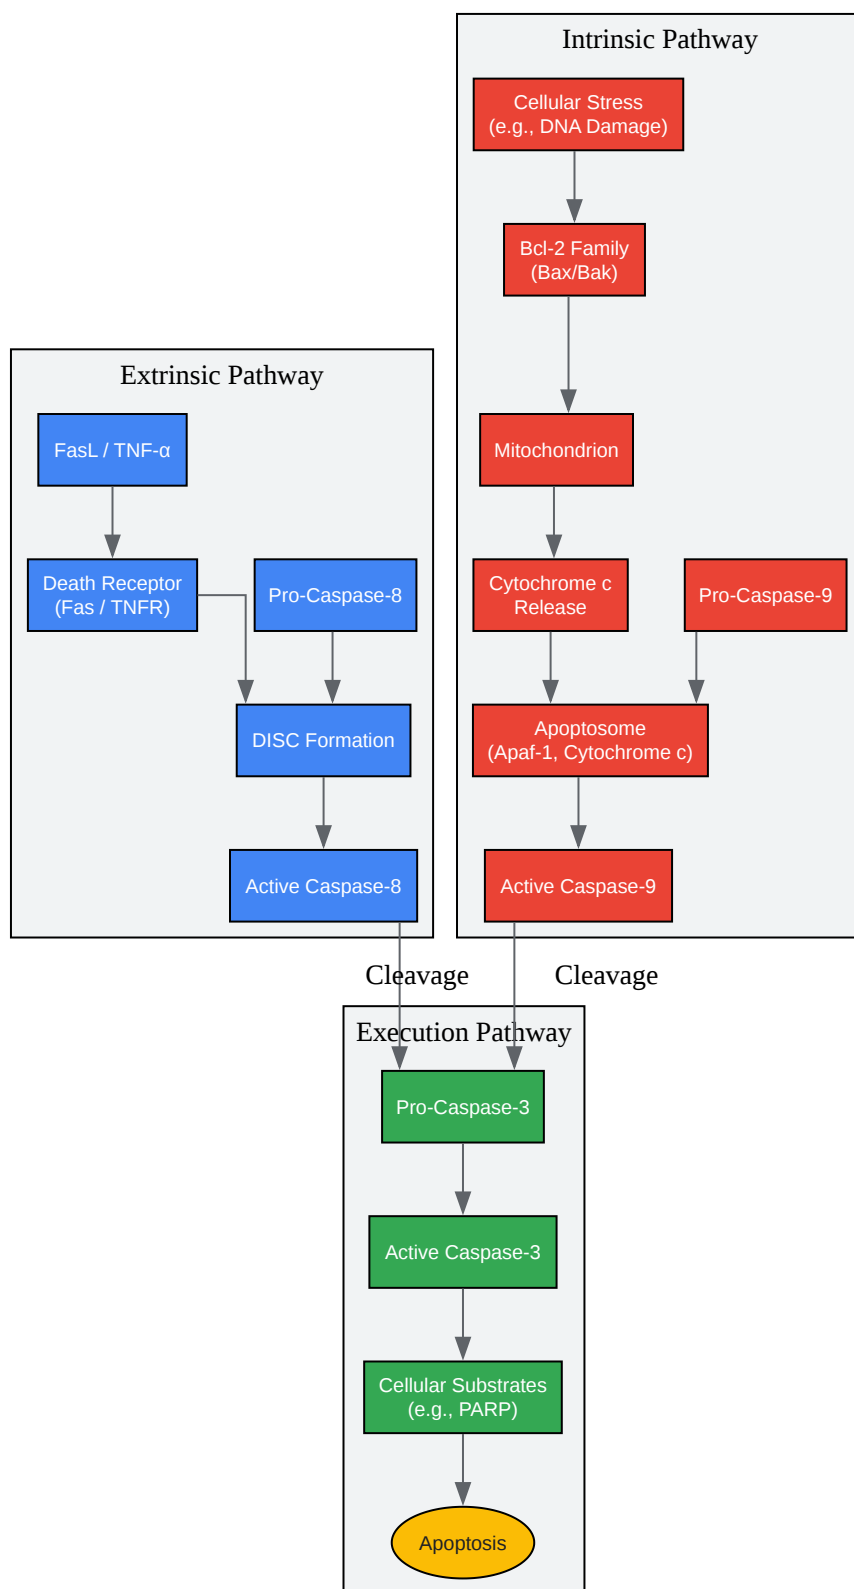 Intrinsic Pathway
Cellular Stress
(e.g., DNA Damage)
Bcl-2 Family
(Bax/Bak)
Mitochondrion
Cytochrome c
Release
Pro-Caspase-9
Apoptosome
(Apaf-1, Cytochrome c)
Active Caspase-9
Extrinsic Pathway
FasL / TNF-α
Death Receptor
(Fas / TNFR)
Pro-Caspase-8
DISC Formation
Active Caspase-8
Cleavage
Cleavage
Execution Pathway
Pro-Caspase-3
Active Caspase-3
Cellular Substrates
(e.g., PARP)
Apoptosis